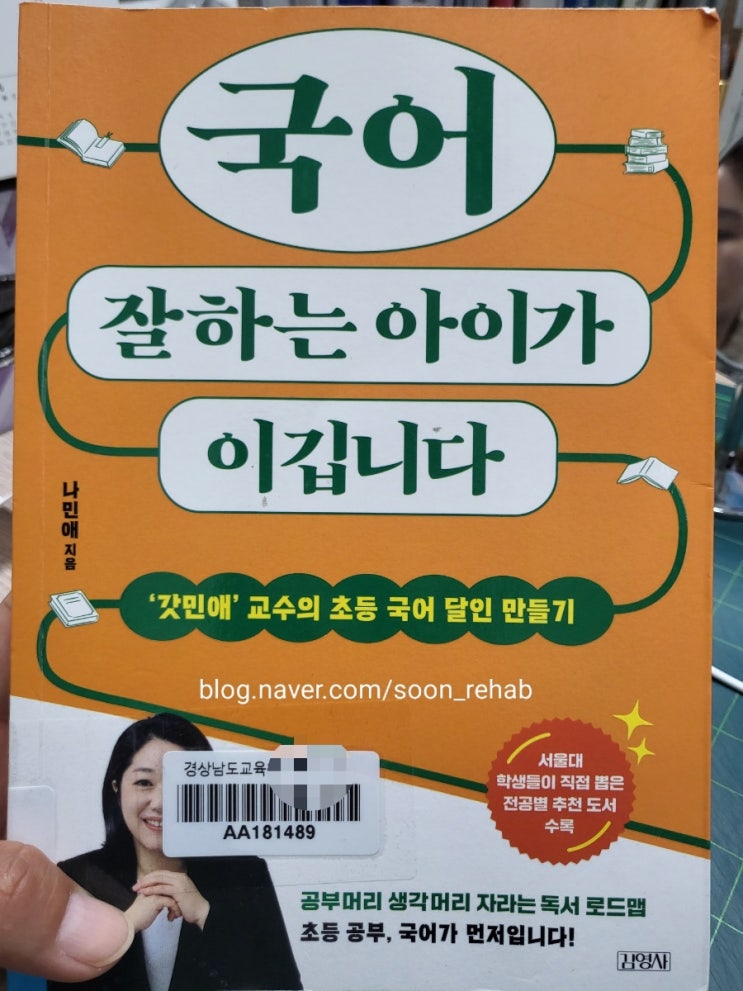 국어
잘하는 아이가
이깁니다
나민애 지음
‘갓민애’ 교수의 초등 국어 달인 만들기
blog.naver.com/soon_rehab
서울대
학생들이 직접 뽑은
전공별 추천 도서
수록
경상남도교육
AA181489
공부머리 생각머리 자라는 독서 로드맵
초등 공부, 국어가 먼저입니다!
김영사